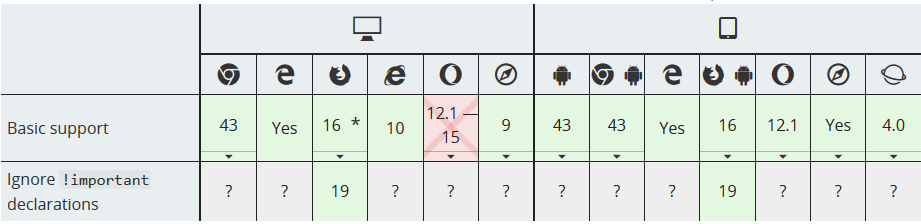 Basic support 43 Yes 16 * 10 12.1 — 15 9 43 43 Yes 16 12.1 Yes 4.0
Ignore !important declarations ? ? 19 ? ? ? ? ? ? 19 ? ? ?